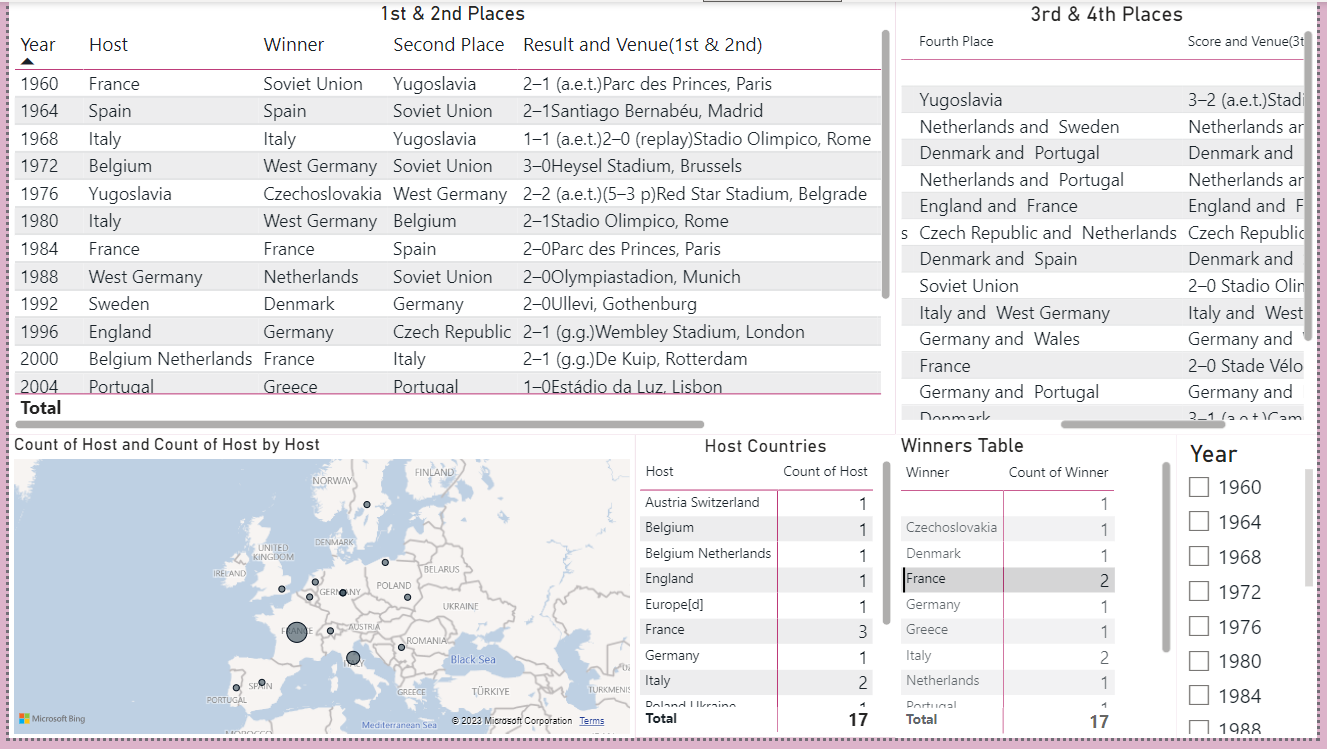 1st & 2nd Places
Year Host Winner Second Place Result and Venue(1st & 2nd)
1960 France Soviet Union Yugoslavia 2–1 (a.e.t.)Parc des Princes, Paris
1964 Spain Spain Soviet Union 2–1Santiago Bernabéu, Madrid
1968 Italy Italy Yugoslavia 1–1 (a.e.t.)2–0 (replay)Stadio Olimpico, Rome
1972 Belgium West Germany Soviet Union 3–0Heysel Stadium, Brussels
1976 Yugoslavia Czechoslovakia West Germany 2–2 (a.e.t.)(5–3 p)Red Star Stadium, Belgrade
1980 Italy West Germany Belgium 2–1Stadio Olimpico, Rome
1984 France France Spain 2–0Parc des Princes, Paris
1988 West Germany Netherlands Soviet Union 2–0Olympiastadion, Munich
1992 Sweden Denmark Germany 2–0Ullevi, Gothenburg
1996 England Germany Czech Republic 2–1 (g.g.)Wembley Stadium, London
2000 Belgium Netherlands France Italy 2–1 (g.g.)De Kuip, Rotterdam
2004 Portugal Greece Portugal 1–0Estádio da Luz, Lisbon
Total
3rd & 4th Places
Fourth Place Score and Venue(3t
Yugoslavia 3–2 (a.e.t.)Stadi
Netherlands and Sweden Netherlands ar
Denmark and Portugal Denmark and
Netherlands and Portugal Netherlands ar
England and France England and F
s Czech Republic and Netherlands Czech Republic
Denmark and Spain Denmark and
Soviet Union 2–0 Stadio Olin
Italy and West Germany Italy and West
Germany and Wales Germany and
France 2–0 Stade Vélo
Germany and Portugal Germany and
Denmark 3–1 (a.e.t.)Cam
Count of Host and Count of Host by Host
FINLAND
NORWAY
UNITED
KINGDOM
DENMARK
IRELAND
BELARUS
POLAND
GERMANY
UKRAINE
FRANCE
AUSTRIA
ROMANIA
ITALY
Black Sea
SPAIN
PORTUGAL
GREECE
TÜRKIYE
TURKMENIS
Mediterranean Sea
MOROCCO
Microsoft Bing
© 2023 Microsoft Corporation Terms
Host Countries
Host Count of Host
Austria Switzerland 1
Belgium 1
Belgium Netherlands 1
England 1
Europe[d] 1
France 3
Germany 1
Italy 2
Poland Ukraine 1
Total 17
Winners Table
Winner Count of Winner
1
Czechoslovakia 1
Denmark 1
France 2
Germany 1
Greece 1
Italy 2
Netherlands 1
Portugal 1
Total 17
Year
1960
1964
1968
1972
1976
1980
1984
1988